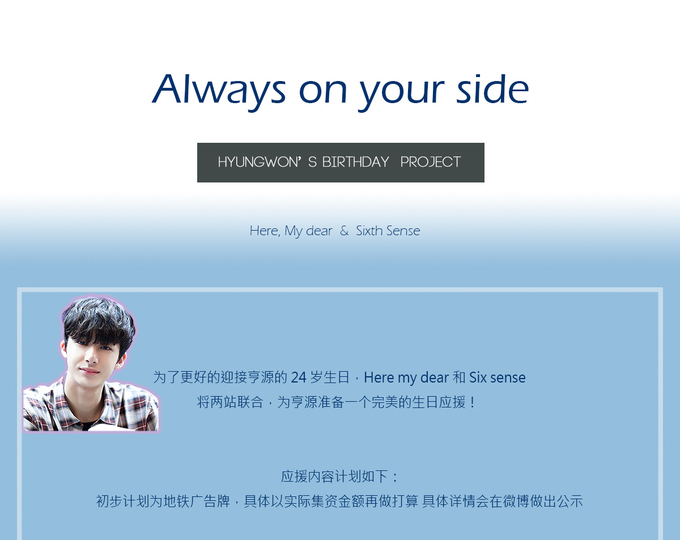 Always on your side
HYUNGWON’ S BIRTHDAY PROJECT
Here, My dear & Sixth Sense
为了更好的迎接亨源的 24 岁生日，Here my dear 和 Six sense
将两站联合，为亨源准备一个完美的生日应援！
应援内容计划如下：
初步计划为地铁广告牌，具体以实际集资金额再做打算 具体详情会在微博做出公示